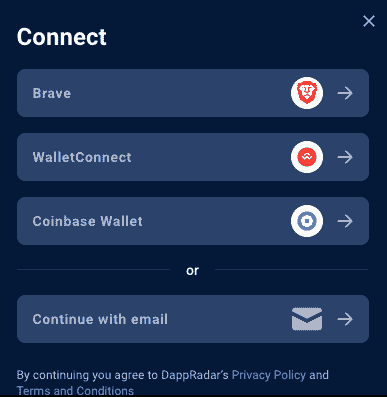 Connect
Brave
WalletConnect
Coinbase Wallet
or
Continue with email
By continuing you agree to DappRadar's Privacy Policy and
Terms and Conditions